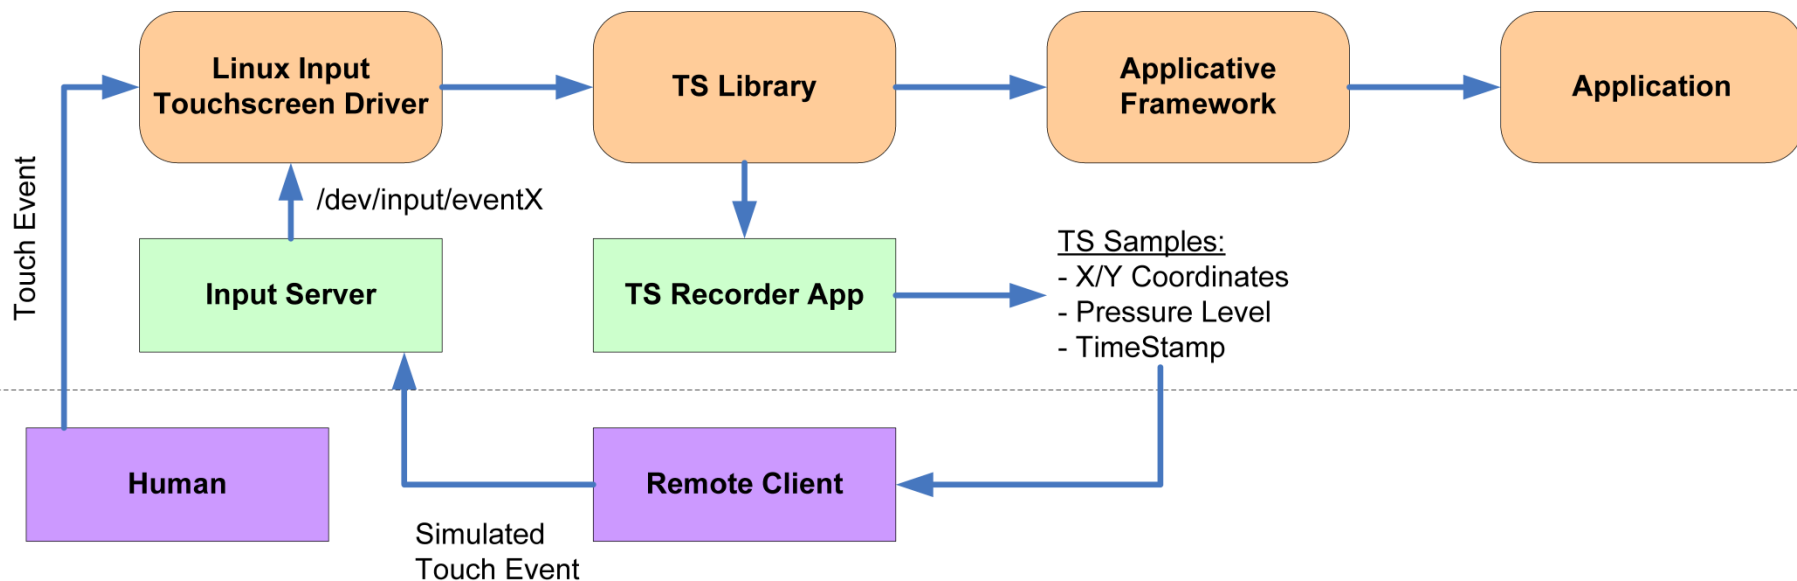 Linux Input
Touchscreen Driver
TS Library
Applicative
Framework
Application
Touch Event
/dev/input/eventX
Input Server
TS Recorder App
TS Samples:
- X/Y Coordinates
- Pressure Level
- TimeStamp
Human
Remote Client
Simulated
Touch Event